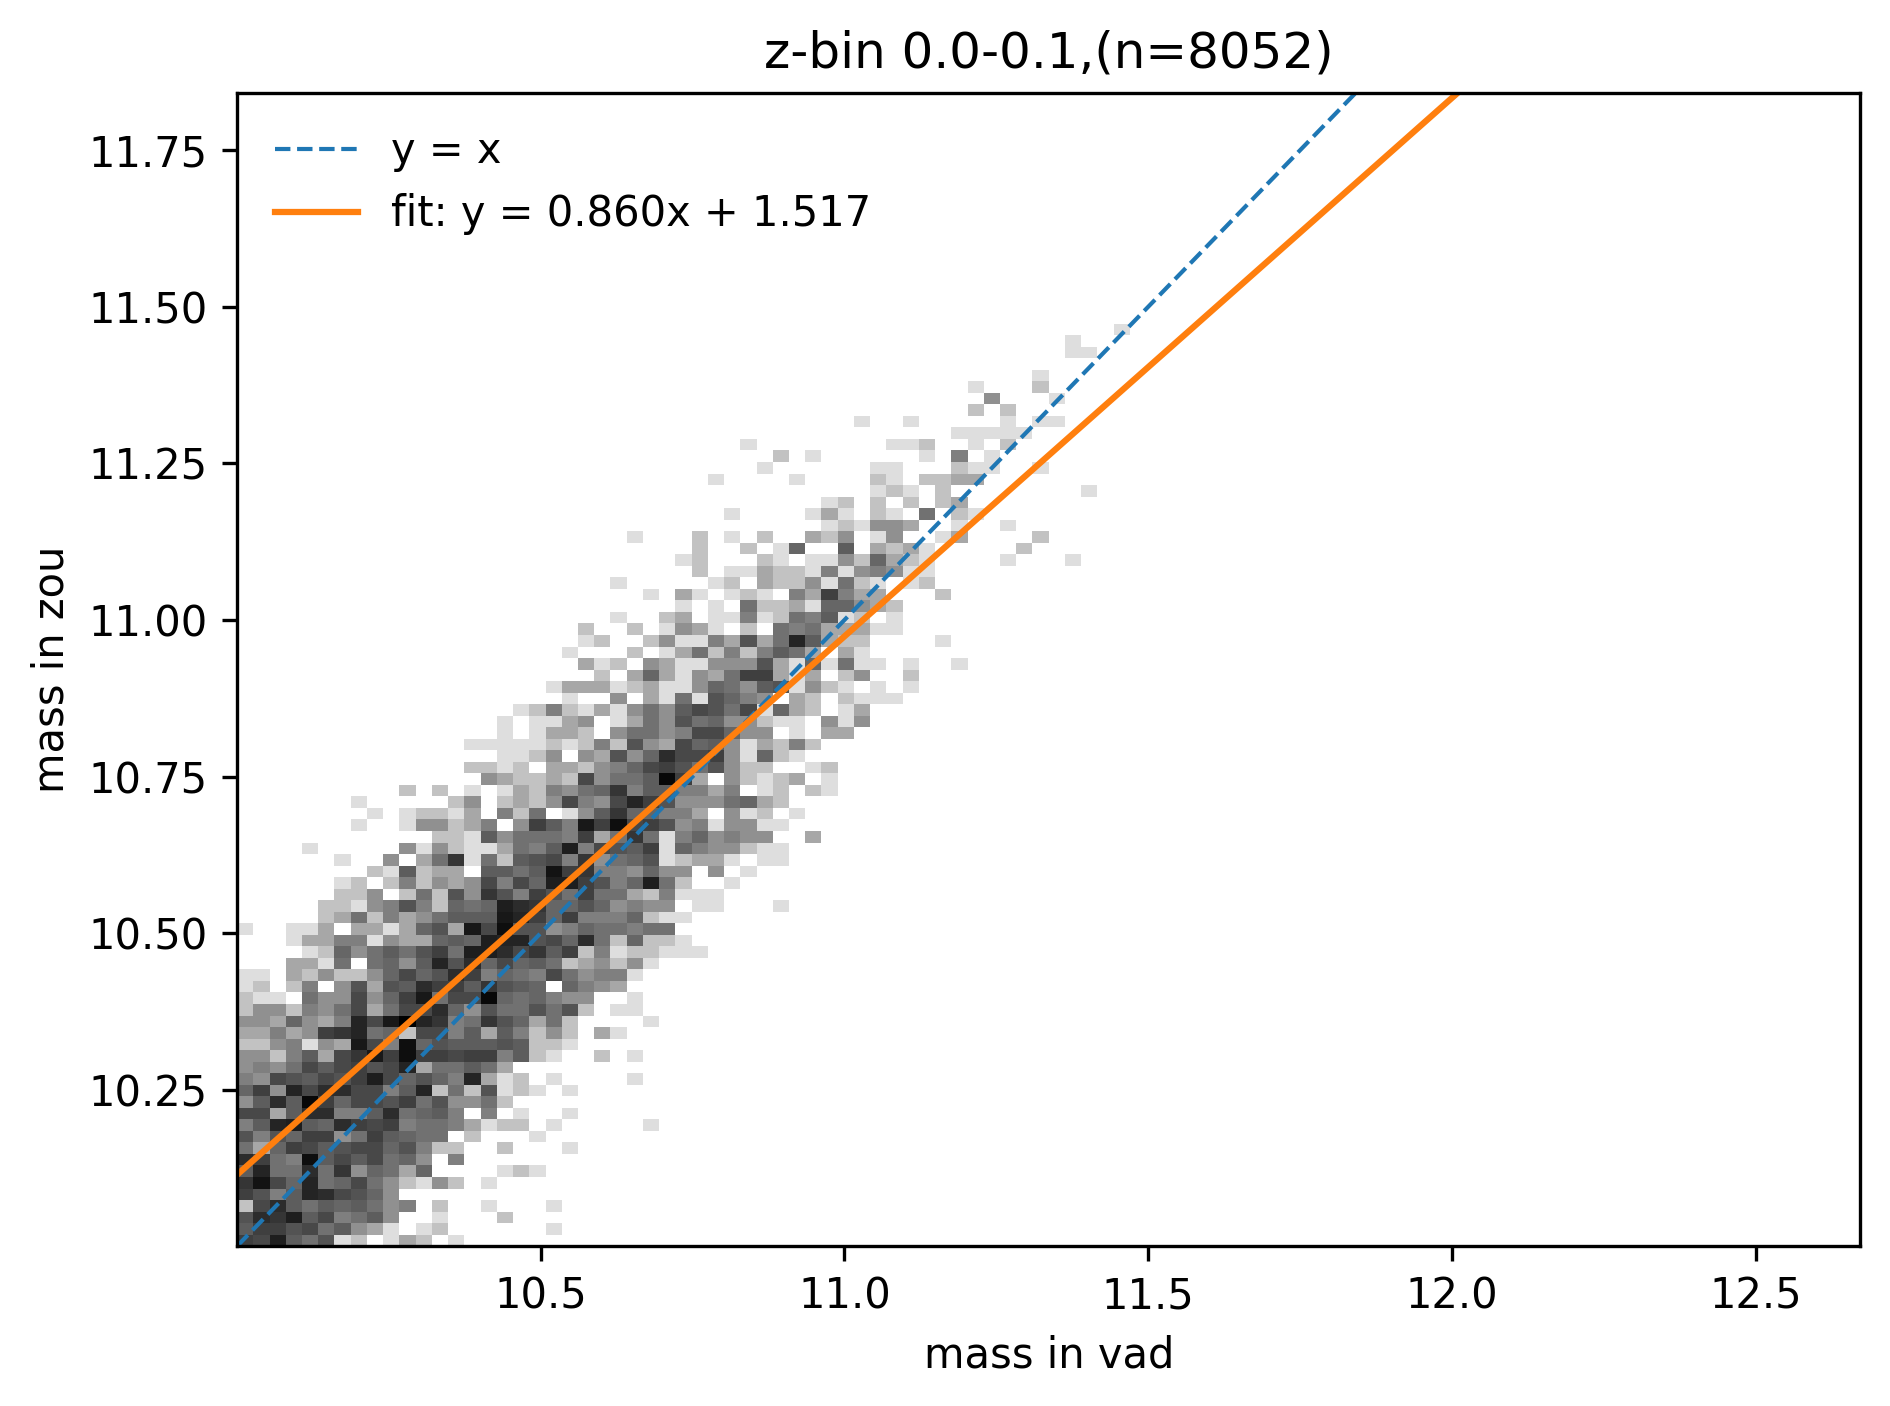 z-bin 0.0-0.1,(n=8052)
y = x
fit: y = 0.860x + 1.517
11.75
11.50
11.25
11.00
10.75
10.50
10.25
mass in zou
10.5
11.0
11.5
12.0
12.5
mass in vad